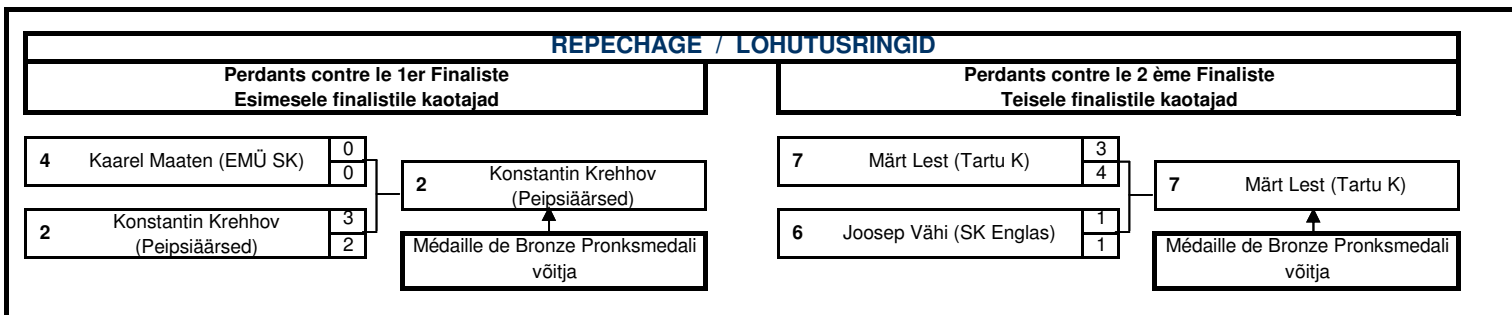 REPECHAGE / LOHUTUSRINGID
Perdants contre le 1er Finaliste
Esimesele finalistile kaotajad
Perdants contre le 2 ème Finaliste
Teisele finalistile kaotajad
4 Kaarel Maaten (EMÜ SK) 0
0
2 Konstantin Krehhov
(Peipsiäärsed)
2 Konstantin Krehhov 3
(Peipsiäärsed) 2
Médaille de Bronze Pronksmedali
võitja
7 Märt Lest (Tartu K) 3
4
7 Märt Lest (Tartu K)
6 Joosep Vähi (SK Englas) 1
1
Médaille de Bronze Pronksmedali
võitja